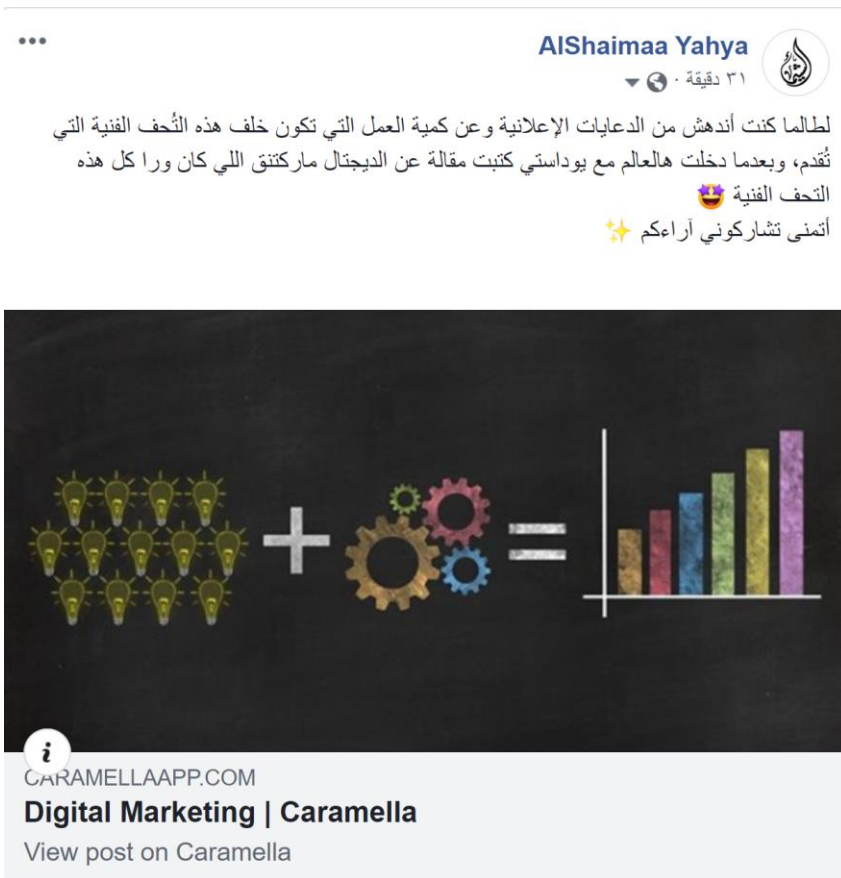 AlShaimaa Yahya
٣١ دقيقة ·
لطالما كنت أندهش من الدعايات الإعلانية وعن كمية العمل التي تكون خلف هذه التُحف الفنية التي
تُقدم، وبعدما دخلت هالعالم مع يوداستي كتبت مقالة عن الديجتال ماركتنق اللي كان ورا كل هذه
التحف الفنية 🤩
أتمنى تشاركوني آراءكم ✨
i
CARAMELLAAPP.COM
Digital Marketing | Caramella
View post on Caramella